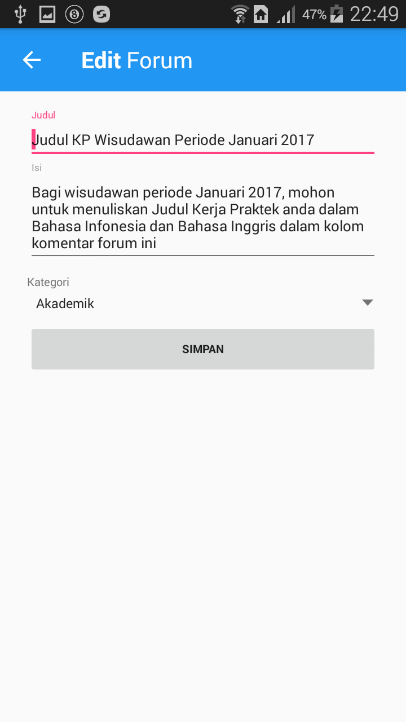 47% 22:49
Edit Forum
Judul
Judul KP Wisudawan Periode Januari 2017
Isi
Bagi wisudawan periode Januari 2017, mohon
untuk menuliskan Judul Kerja Praktek anda dalam
Bahasa Infonesia dan Bahasa Inggris dalam kolom
komentar forum ini
Kategori
Akademik
SIMPAN